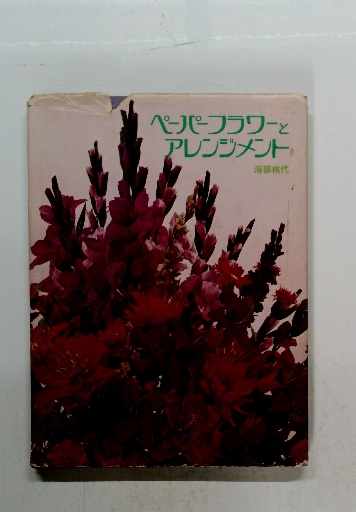 ペーパーフラワーと
アレンジメント
海部桃代